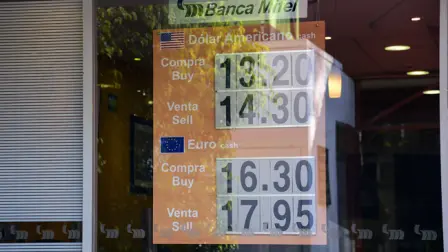 Banca Mifel
Dólar Americano cash
Compra
Buy
13.20
Venta
Sell
14.30
Euro cash
Compra
Buy
16.30
Venta
Sell
17.95